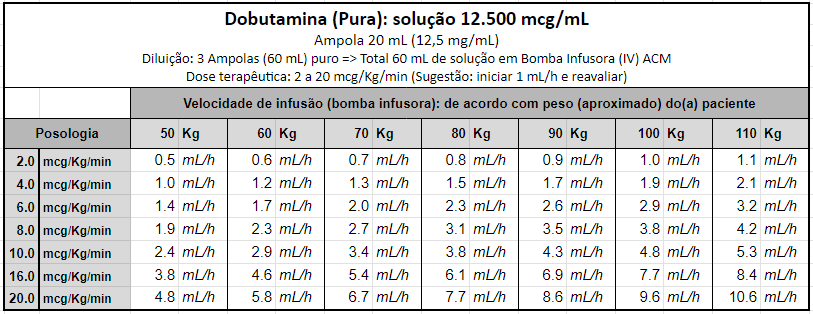 Dobutamina (Pura): solução 12.500 mcg/mL
Ampola 20 mL (12,5 mg/mL)
Diluição: 3 Ampolas (60 mL) puro => Total 60 mL de solução em Bomba Infusora (IV) ACM
Dose terapêutica: 2 a 20 mcg/Kg/min (Sugestão: iniciar 1 mL/h e reavaliar)
Velocidade de infusão (bomba infusora): de acordo com peso (aproximado) do(a) paciente
Posologia 50 Kg 60 Kg 70 Kg 80 Kg 90 Kg 100 Kg 110 Kg
2.0 mcg/Kg/min 0.5 mL/h 0.6 mL/h 0.7 mL/h 0.8 mL/h 0.9 mL/h 1.0 mL/h 1.1 mL/h
4.0 mcg/Kg/min 1.0 mL/h 1.2 mL/h 1.3 mL/h 1.5 mL/h 1.7 mL/h 1.9 mL/h 2.1 mL/h
6.0 mcg/Kg/min 1.4 mL/h 1.7 mL/h 2.0 mL/h 2.3 mL/h 2.6 mL/h 2.9 mL/h 3.2 mL/h
8.0 mcg/Kg/min 1.9 mL/h 2.3 mL/h 2.7 mL/h 3.1 mL/h 3.5 mL/h 3.8 mL/h 4.2 mL/h
10.0 mcg/Kg/min 2.4 mL/h 2.9 mL/h 3.4 mL/h 3.8 mL/h 4.3 mL/h 4.8 mL/h 5.3 mL/h
16.0 mcg/Kg/min 3.8 mL/h 4.6 mL/h 5.4 mL/h 6.1 mL/h 6.9 mL/h 7.7 mL/h 8.4 mL/h
20.0 mcg/Kg/min 4.8 mL/h 5.8 mL/h 6.7 mL/h 7.7 mL/h 8.6 mL/h 9.6 mL/h 10.6 mL/h